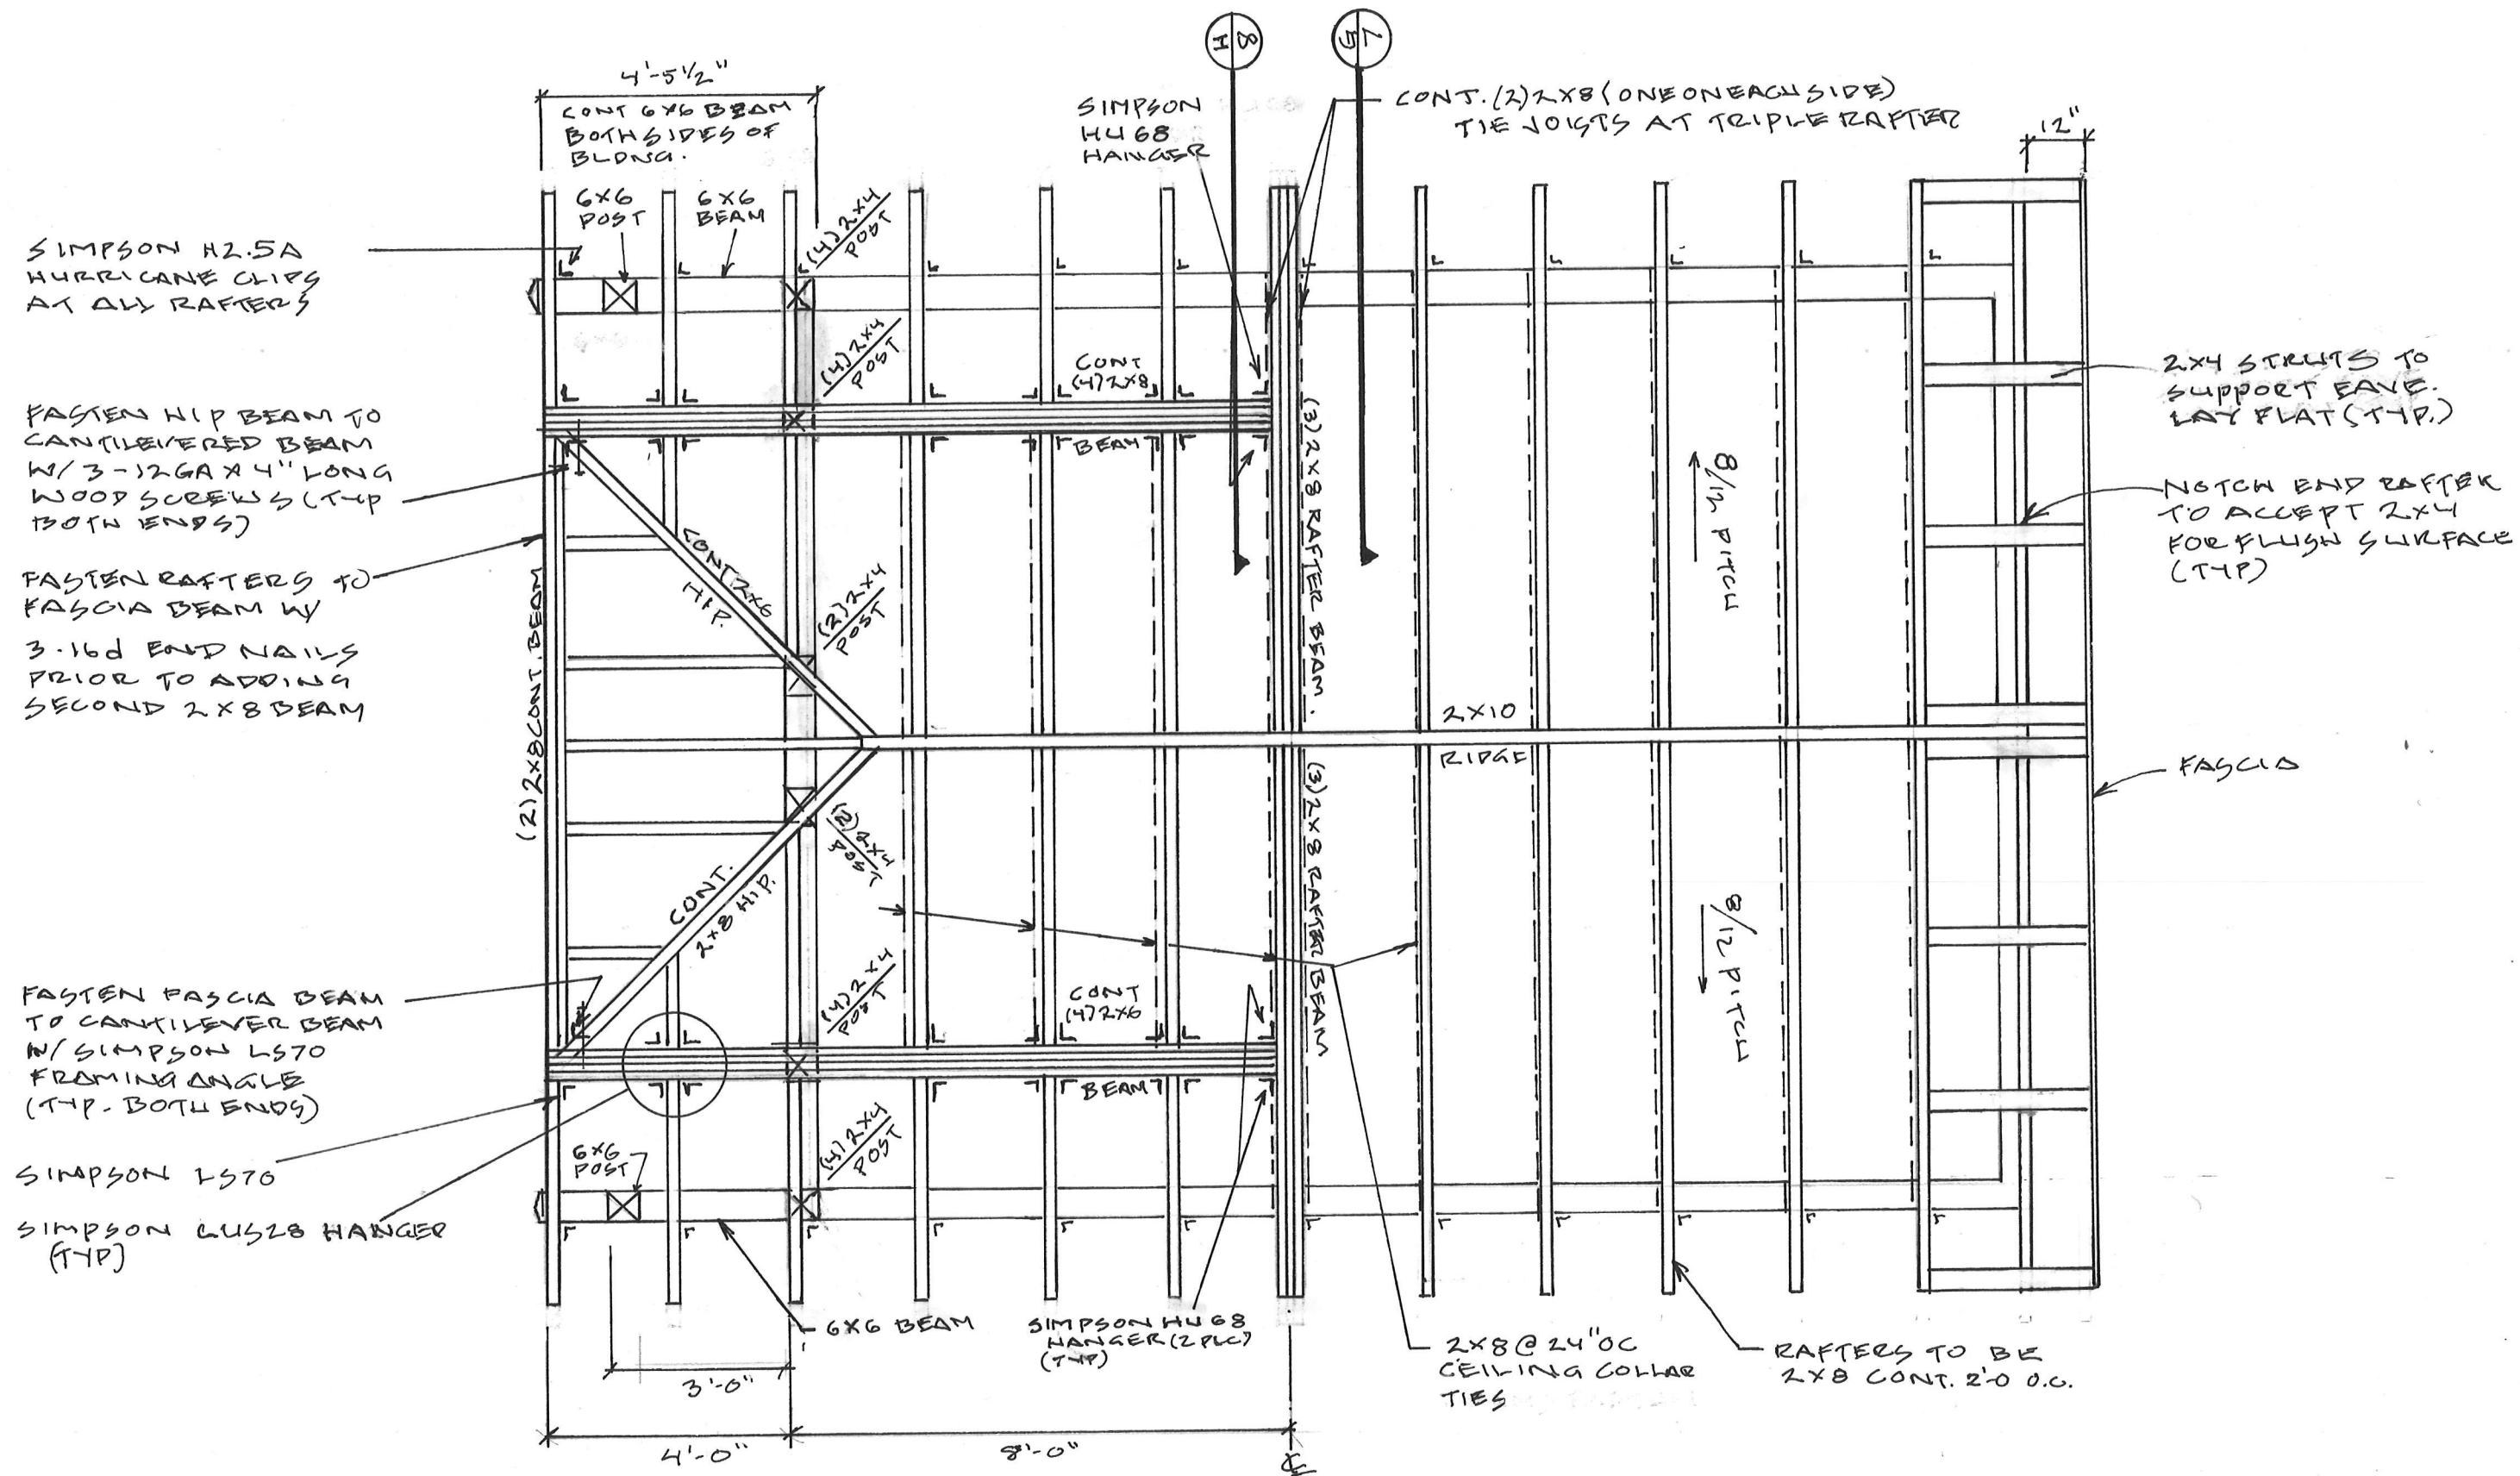 8
H
L
5
4'-5½"
CONT 6X6 BEAM
BOTH SIDES OF
BLDNG.
SIMPSON
HU68
HANGER
CONT. (2) 2X8 (ONE ON EACH SIDE)
TIE JOISTS AT TRIPLE RAFTER
12"
6X6
POST
6X6
BEAM
(4) 2X4
POST
SIMPSON H2.5A
HURRICANE CLIPS
AT ALL RAFTERS
(4) 2X4
POST
CONT
(4) 2X8
BEAM
2X4 STRUTS TO
SUPPORT EAVE.
LAY FLAT (TYP.)
FASTEN HIP BEAM TO
CANTILEVERED BEAM
W/ 3-12GA X 4" LONG
WOOD SCREWS (TYP
BOTH ENDS)
(3) 2X8 RAFTER BEAM.
8/12 PITCH
NOTCH END RAFTER
TO ACCEPT 2X4
FOR FLUSH SURFACE
(TYP)
CONT 2X6
HIP.
FASTEN RAFTERS TO
FASCIA BEAM W/
3-16d END NAILS
PRIOR TO ADDING
SECOND 2X8 BEAM
(2) 2X8 CONT. BEAM
(2) 2X4
POST
2X10
RIDGE
FASCIA
(2) 2X4
POST
(3) 2X8 RAFTER BEAM
8/12 PITCH
CONT.
2X8 HIP.
FASTEN FASCIA BEAM
TO CANTILEVER BEAM
W/ SIMPSON LS70
FRAMING ANGLE
(TYP. BOTH ENDS)
(4) 2X4
POST
CONT
(4) 2X6
BEAM
6X6
POST
(4) 2X4
POST
SIMPSON LS70
SIMPSON LUS28 HANGER
(TYP)
6X6 BEAM
SIMPSON HU68
HANGER (2 PLC)
(TYP)
2X8 @ 24" OC
CEILING COLLAR
TIES
RAFTERS TO BE
2X8 CONT. 2'-0 O.C.
3'-0"
4'-0"
8'-0"